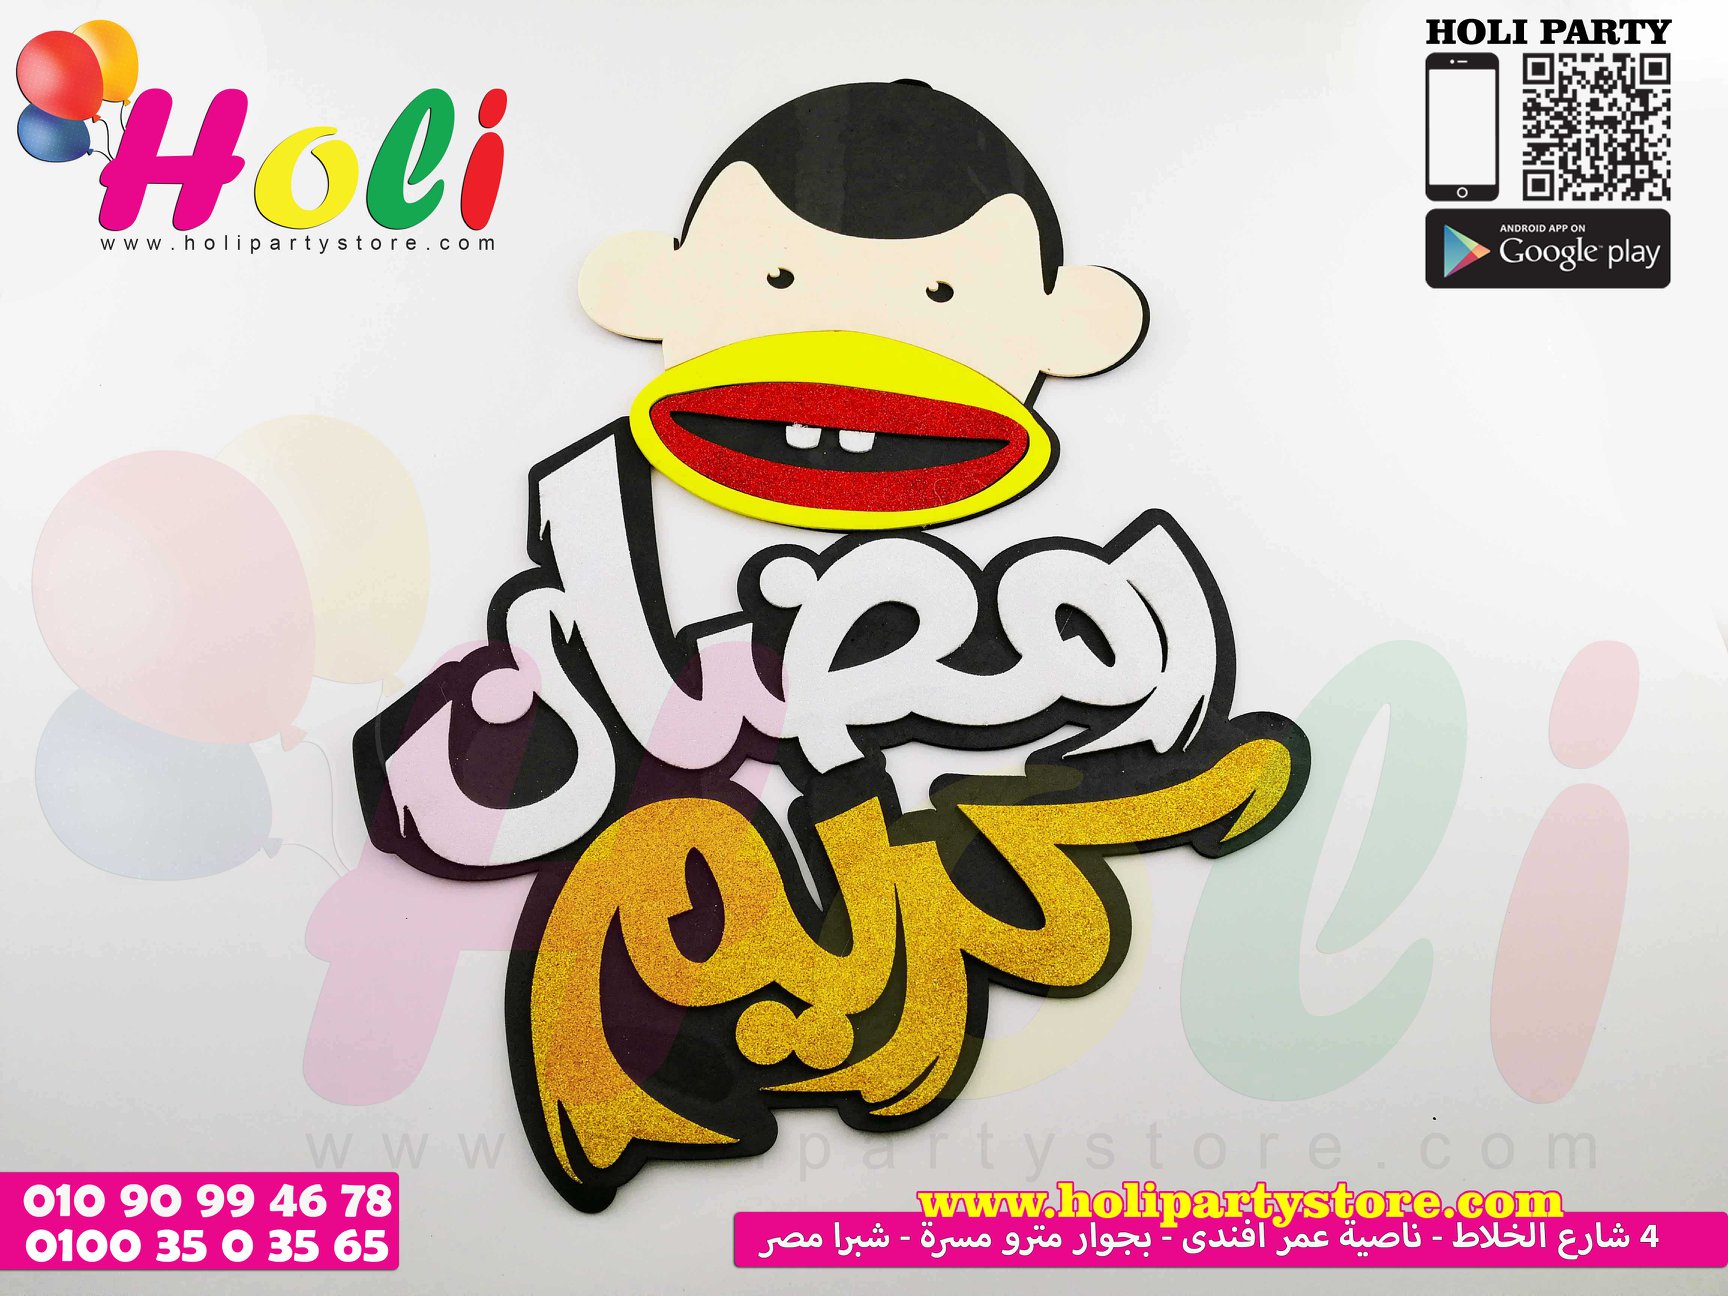 Holi
www.holipartystore.com
HOLI PARTY
ANDROID APP ON
Google play
رمضان
كريم
Holi
www.holipartystore.com
010 90 99 46 78
0100 35 0 35 65
www.holipartystore.com
4 شارع الخلاط - ناصية عمر افندى - بجوار مترو مسرة - شبرا مصر